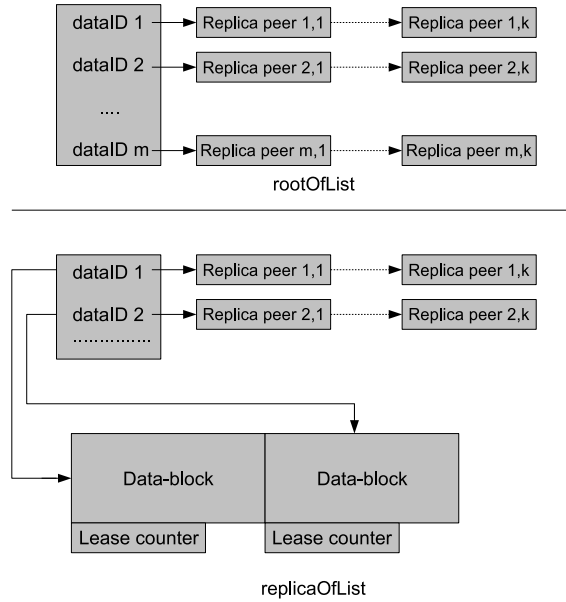 dataID 1 Replica peer 1,1 Replica peer 1,k
dataID 2 Replica peer 2,1 Replica peer 2,k
....
dataID m Replica peer m,1 Replica peer m,k
rootOfList
dataID 1 Replica peer 1,1 Replica peer 1,k
dataID 2 Replica peer 2,1 Replica peer 2,k
................
Data-block Data-block
Lease counter Lease counter
replicaOfList